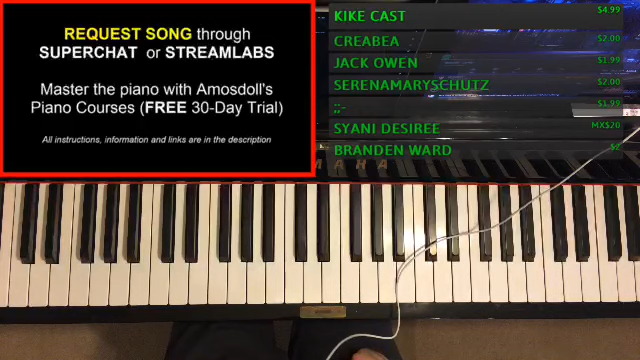 REQUEST SONG through
SUPERCHAT or STREAMLABS
Master the piano with Amosdoll's
Piano Courses (FREE 30-Day Trial)
All instructions, information and links are in the description
KIKE CAST $4.99
CREABEA $2.00
JACK OWEN $1.99
SERENAMARYSCHUTZ $2.00
;;- $1.99
SYANI DESIREE MX$20
BRANDEN WARD $2